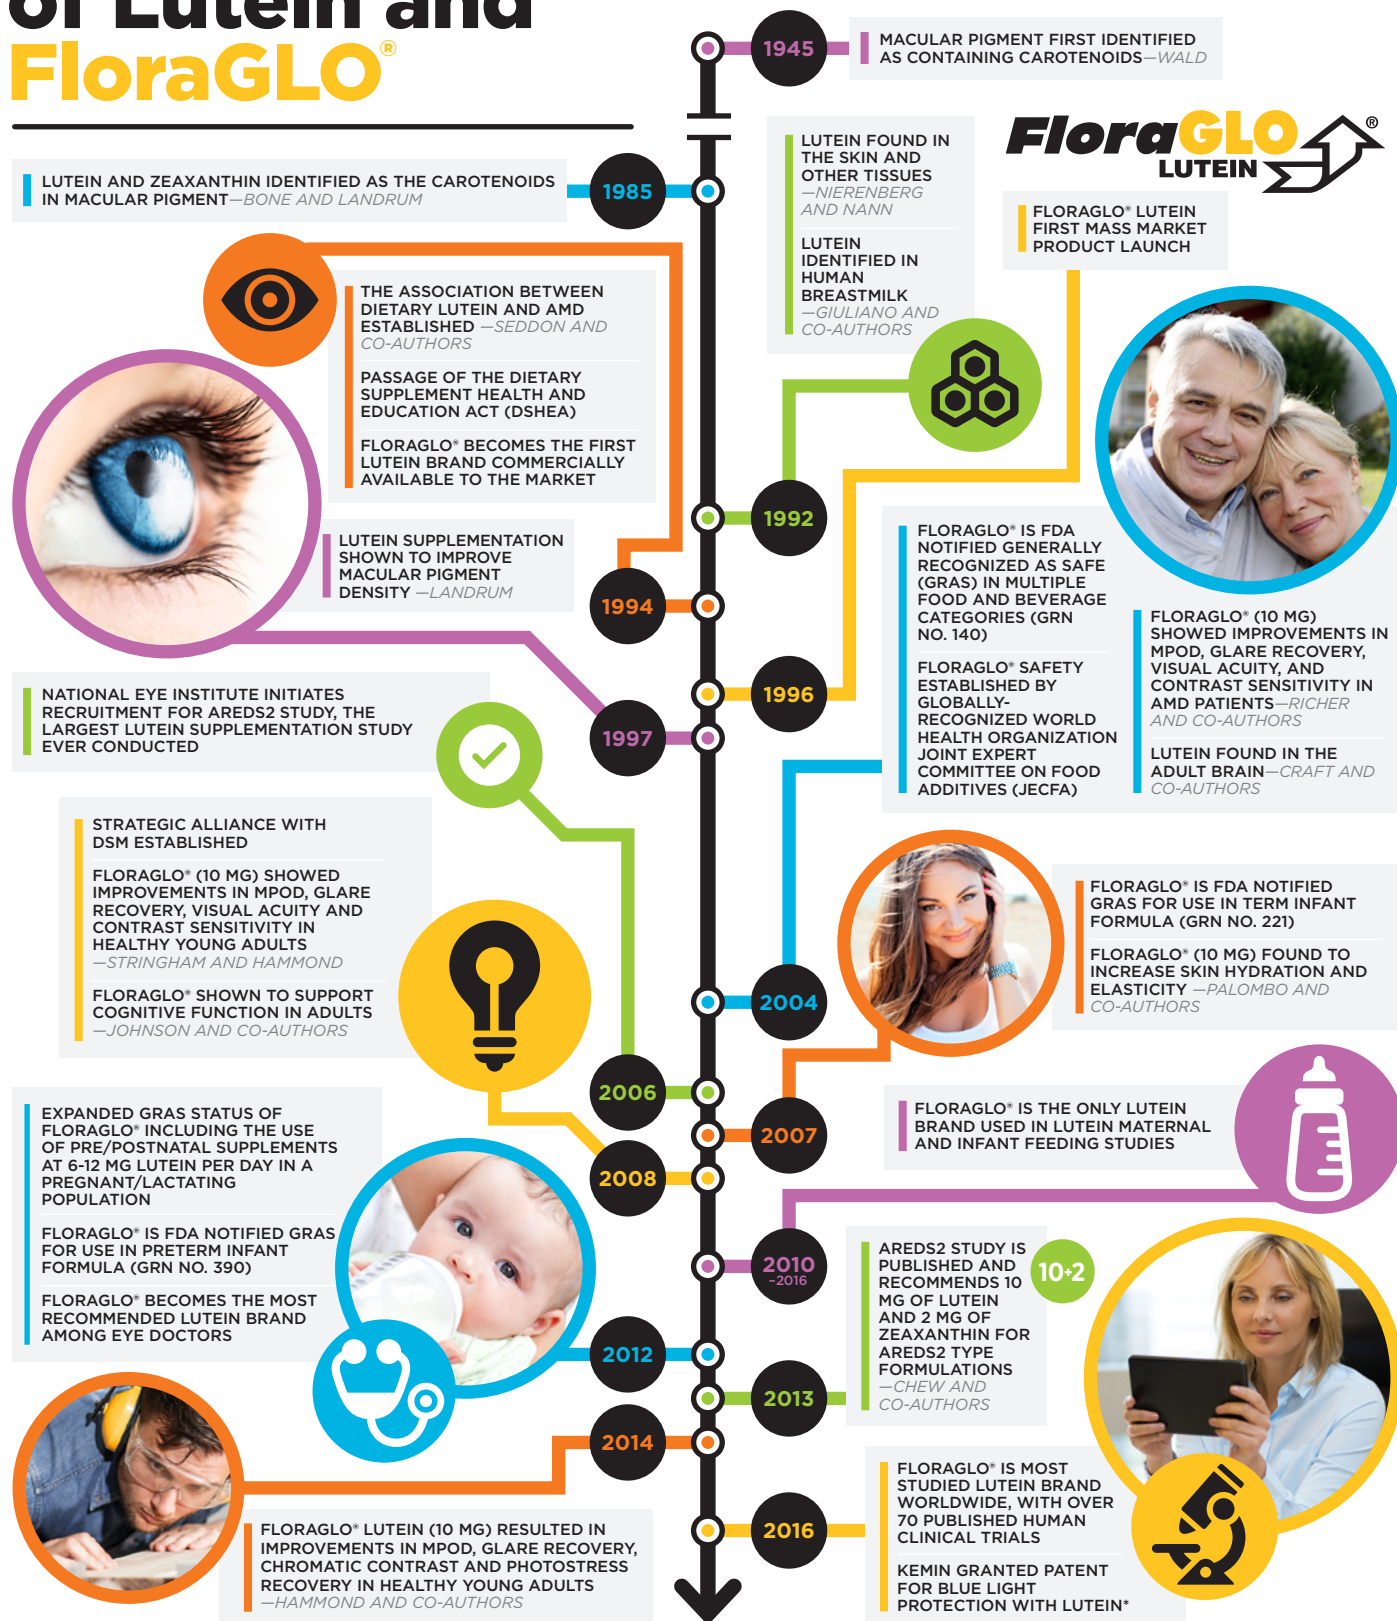 of Lutein and
FloraGLO®
1945
MACULAR PIGMENT FIRST IDENTIFIED
AS CONTAINING CAROTENOIDS—WALD
FloraGLO®
LUTEIN
LUTEIN AND ZEAXANTHIN IDENTIFIED AS THE CAROTENOIDS
IN MACULAR PIGMENT—BONE AND LANDRUM
1985
LUTEIN FOUND IN
THE SKIN AND
OTHER TISSUES
—NIERENBERG
AND NANN
LUTEIN
IDENTIFIED IN
HUMAN
BREASTMILK
—GIULIANO AND
CO-AUTHORS
1992
THE ASSOCIATION BETWEEN
DIETARY LUTEIN AND AMD
ESTABLISHED —SEDDON AND
CO-AUTHORS
PASSAGE OF THE DIETARY
SUPPLEMENT HEALTH AND
EDUCATION ACT (DSHEA)
FLORAGLO® BECOMES THE FIRST
LUTEIN BRAND COMMERCIALLY
AVAILABLE TO THE MARKET
1994
FLORAGLO® LUTEIN
FIRST MASS MARKET
PRODUCT LAUNCH
1996
LUTEIN SUPPLEMENTATION
SHOWN TO IMPROVE
MACULAR PIGMENT
DENSITY —LANDRUM
1997
FLORAGLO® IS FDA
NOTIFIED GENERALLY
RECOGNIZED AS SAFE
(GRAS) IN MULTIPLE
FOOD AND BEVERAGE
CATEGORIES (GRN
NO. 140)
FLORAGLO® SAFETY
ESTABLISHED BY
GLOBALLY-
RECOGNIZED WORLD
HEALTH ORGANIZATION
JOINT EXPERT
COMMITTEE ON FOOD
ADDITIVES (JECFA)
FLORAGLO® (10 MG)
SHOWED IMPROVEMENTS IN
MPOD, GLARE RECOVERY,
VISUAL ACUITY, AND
CONTRAST SENSITIVITY IN
AMD PATIENTS—RICHER
AND CO-AUTHORS
LUTEIN FOUND IN THE
ADULT BRAIN—CRAFT AND
CO-AUTHORS
2004
NATIONAL EYE INSTITUTE INITIATES
RECRUITMENT FOR AREDS2 STUDY, THE
LARGEST LUTEIN SUPPLEMENTATION STUDY
EVER CONDUCTED
2006
FLORAGLO® IS FDA NOTIFIED
GRAS FOR USE IN TERM INFANT
FORMULA (GRN NO. 221)
FLORAGLO® (10 MG) FOUND TO
INCREASE SKIN HYDRATION AND
ELASTICITY —PALOMBO AND
CO-AUTHORS
2007
STRATEGIC ALLIANCE WITH
DSM ESTABLISHED
FLORAGLO® (10 MG) SHOWED
IMPROVEMENTS IN MPOD, GLARE
RECOVERY, VISUAL ACUITY AND
CONTRAST SENSITIVITY IN
HEALTHY YOUNG ADULTS
—STRINGHAM AND HAMMOND
FLORAGLO® SHOWN TO SUPPORT
COGNITIVE FUNCTION IN ADULTS
—JOHNSON AND CO-AUTHORS
2008
FLORAGLO® IS THE ONLY LUTEIN
BRAND USED IN LUTEIN MATERNAL
AND INFANT FEEDING STUDIES
2010
–2016
EXPANDED GRAS STATUS OF
FLORAGLO® INCLUDING THE USE
OF PRE/POSTNATAL SUPPLEMENTS
AT 6-12 MG LUTEIN PER DAY IN A
PREGNANT/LACTATING
POPULATION
FLORAGLO® IS FDA NOTIFIED GRAS
FOR USE IN PRETERM INFANT
FORMULA (GRN NO. 390)
FLORAGLO® BECOMES THE MOST
RECOMMENDED LUTEIN BRAND
AMONG EYE DOCTORS
2012
AREDS2 STUDY IS
PUBLISHED AND
RECOMMENDS 10
MG OF LUTEIN
AND 2 MG OF
ZEAXANTHIN FOR
AREDS2 TYPE
FORMULATIONS
—CHEW AND
CO-AUTHORS
10+2
2013
2014
FLORAGLO® LUTEIN (10 MG) RESULTED IN
IMPROVEMENTS IN MPOD, GLARE RECOVERY,
CHROMATIC CONTRAST AND PHOTOSTRESS
RECOVERY IN HEALTHY YOUNG ADULTS
—HAMMOND AND CO-AUTHORS
2016
FLORAGLO® IS MOST
STUDIED LUTEIN BRAND
WORLDWIDE, WITH OVER
70 PUBLISHED HUMAN
CLINICAL TRIALS
KEMIN GRANTED PATENT
FOR BLUE LIGHT
PROTECTION WITH LUTEIN*